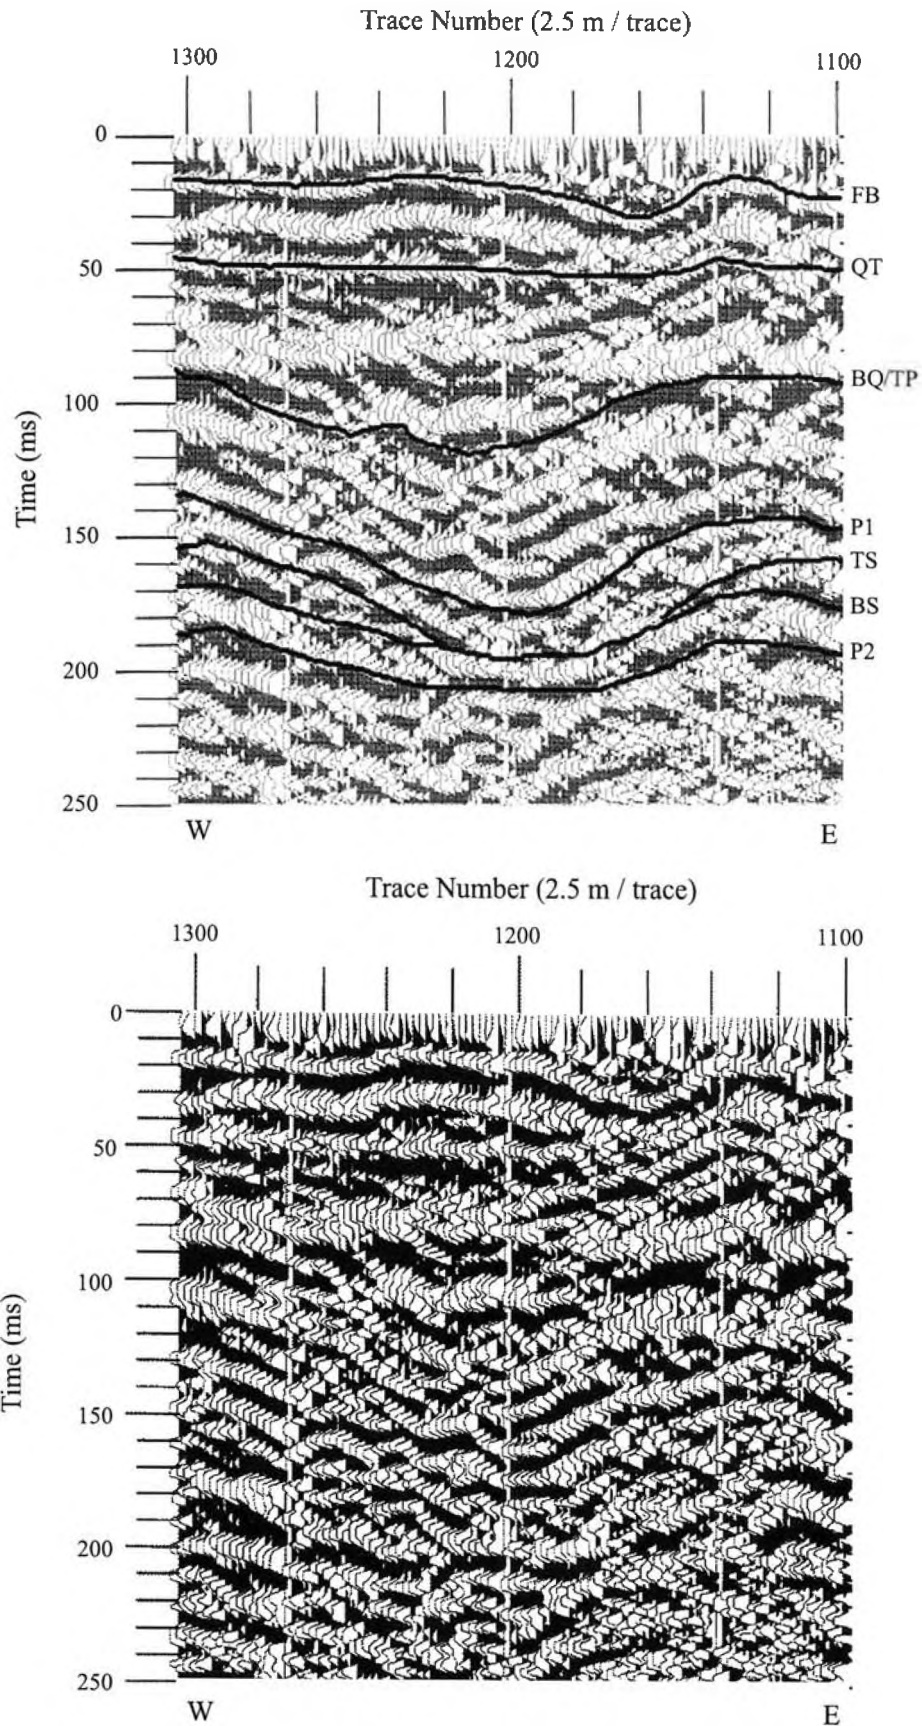 Trace Number (2.5 m / trace)
1300 1200 1100
0
FB
50
QT
BQ/TP
100
Time (ms)
P1
150
TS
BS
P2
200
250
W E
Trace Number (2.5 m / trace)
1300 1200 1100
0
50
100
Time (ms)
150
200
250
W E